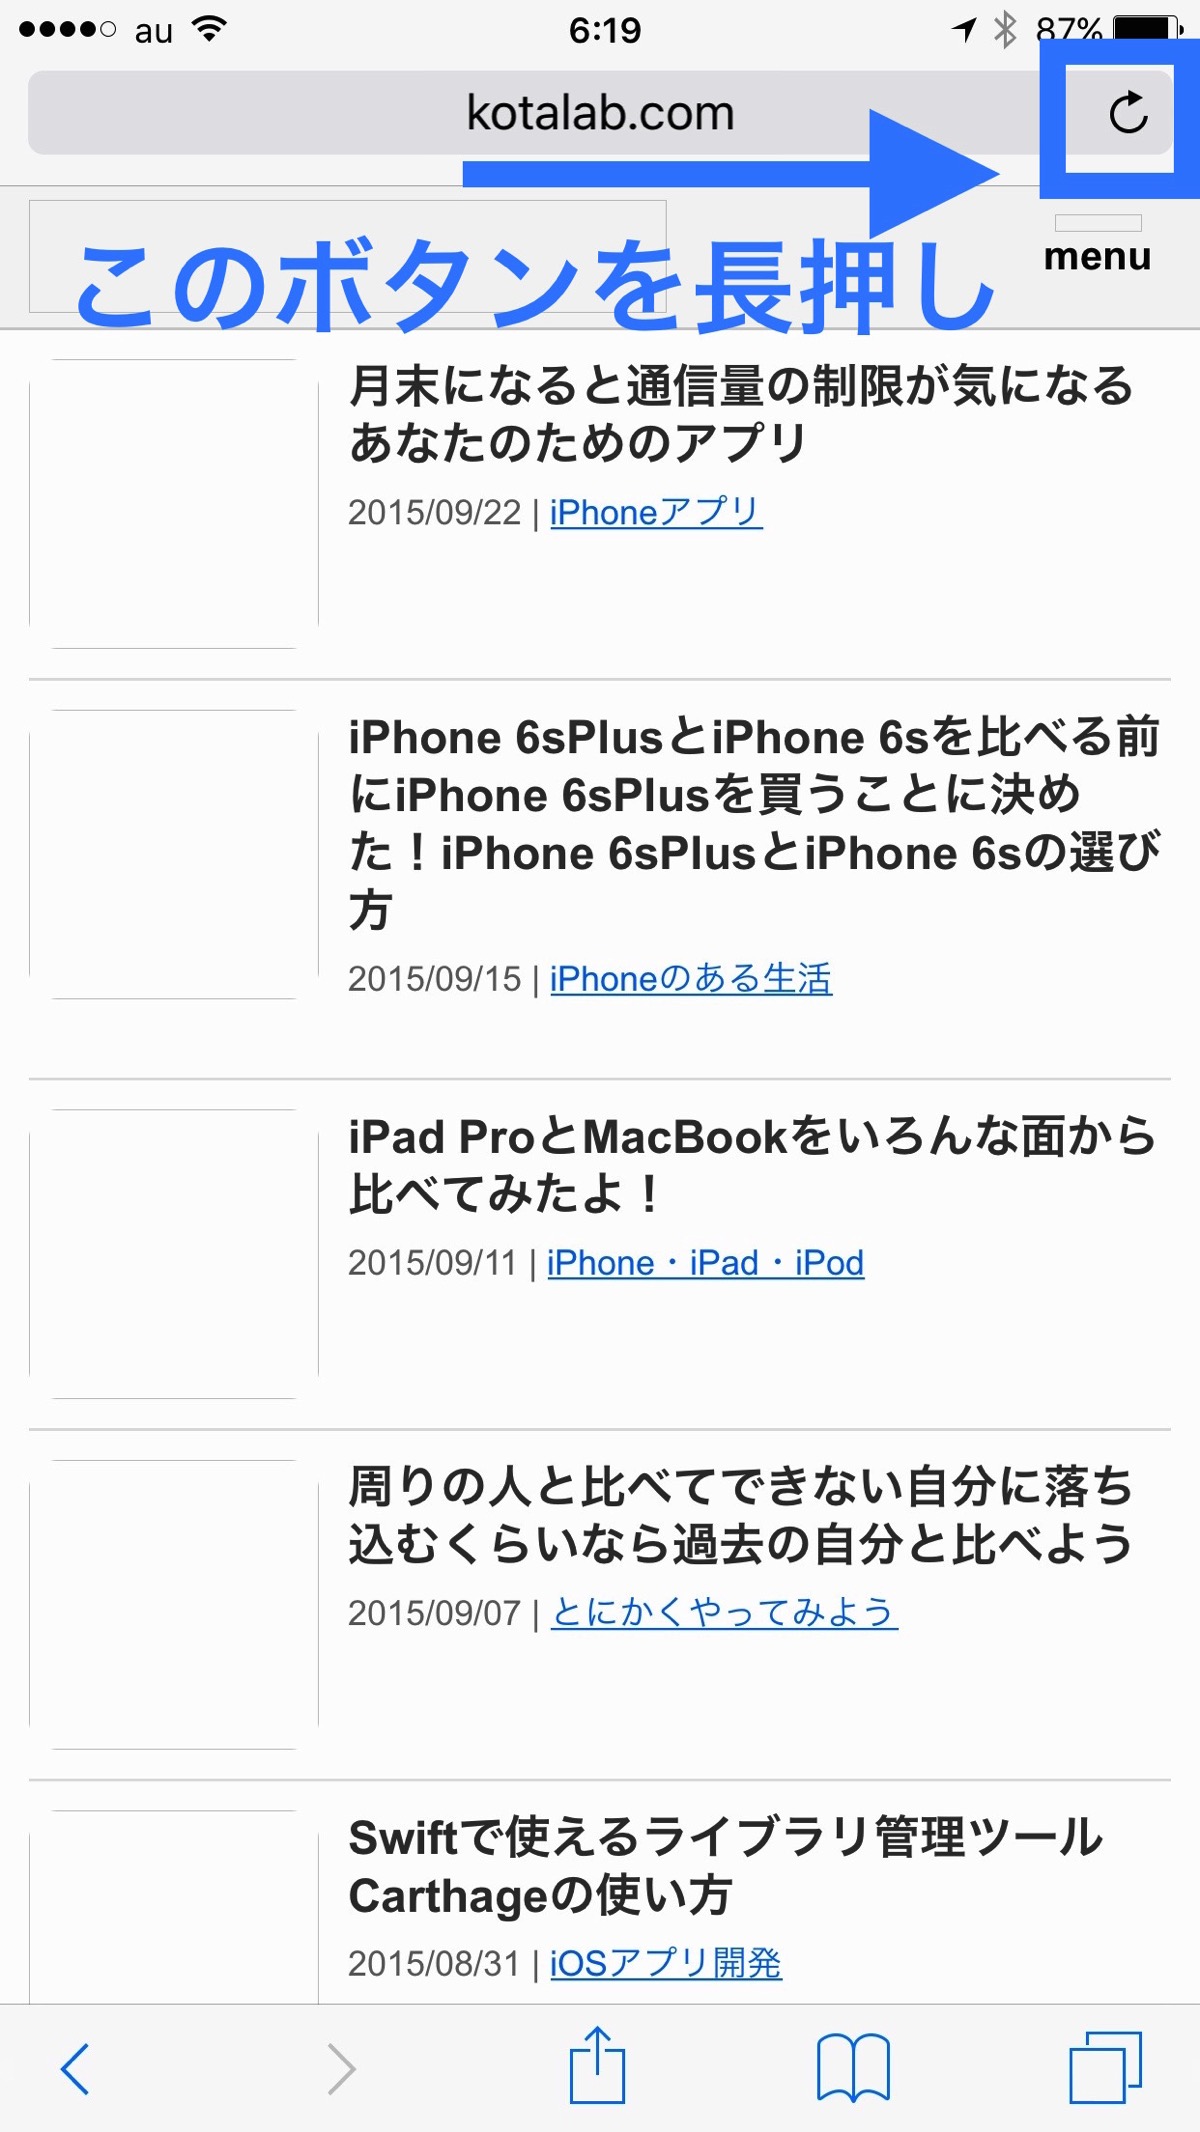 au 6:19 87%
kotalab.com
このボタンを長押し
menu
月末になると通信量の制限が気になる
あなたのためのアプリ
2015/09/22 | iPhoneアプリ
iPhone 6sPlusとiPhone 6sを比べる前
にiPhone 6sPlusを買うことに決め
た！iPhone 6sPlusとiPhone 6sの選び
方
2015/09/15 | iPhoneのある生活
iPad ProとMacBookをいろんな面から
比べてみたよ！
2015/09/11 | iPhone・iPad・iPod
周りの人と比べてできない自分に落ち
込むくらいなら過去の自分と比べよう
2015/09/07 | とにかくやってみよう
Swiftで使えるライブラリ管理ツール
Carthageの使い方
2015/08/31 | iOSアプリ開発